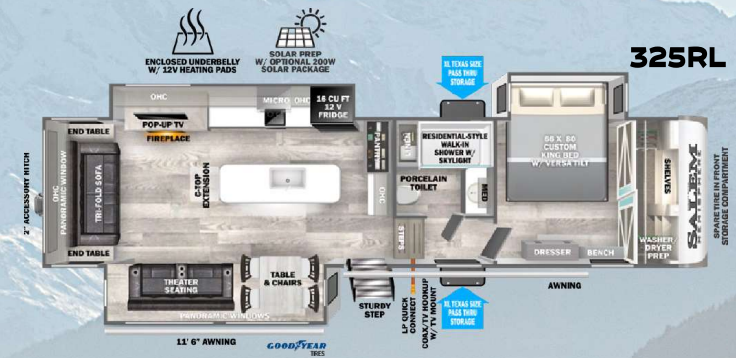 325RL
ENCLOSED UNDERBELLY
W/ 12V HEATING PADS
SOLAR PREP
W/ OPTIONAL 200W
SOLAR PACKAGE
XL TEXAS SIZE
PASS THRU
STORAGE
OHC
MICRO
OHC
16 CU FT
12 V
FRIDGE
POP-UP TV
FIREPLACE
END TABLE
OHC
PANORAMIC WINDOW
TRI-FOLD SOFA
END TABLE
2" ACCESSORY HITCH
C-TOP
EXTENSION
PANTRY
OHC
LINEN
RESIDENTIAL-STYLE
WALK-IN
SHOWER W/
SKYLIGHT
PORCELAIN
TOILET
MED
STEPS
66 X 80
CUSTOM
KING BED
W/ VERSATILT
SHELVES
WASHER/
DRYER
PREP
SALEM
HEMISPHERE
SPARE TIRE IN FRONT
STORAGE COMPARTMENT
DRESSER
BENCH
THEATER
SEATING
TABLE
& CHAIRS
PANORAMIC WINDOWS
STURDY
STEP
LP QUICK
CONNECT
COAX/TV HOOKUP
W/ TV MOUNT
XL TEXAS SIZE
PASS THRU
STORAGE
AWNING
11' 6" AWNING
GOODYEAR
TIRES